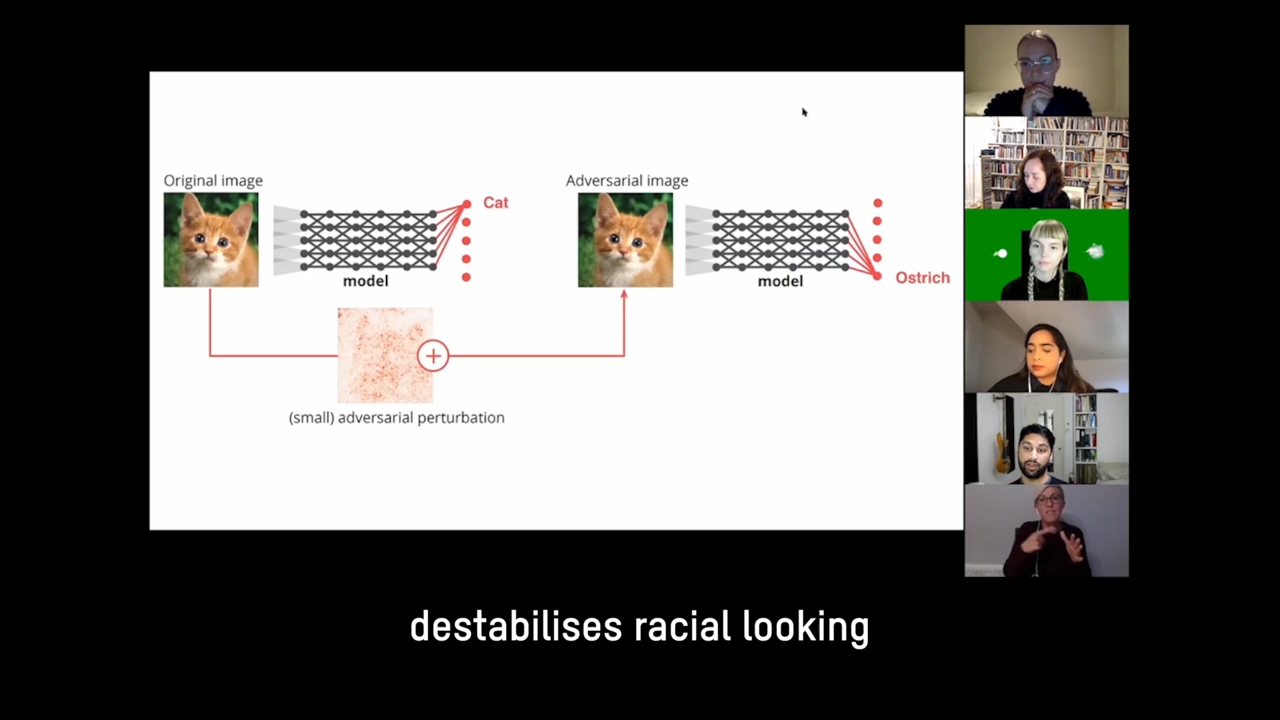 Original image
Cat
model
Adversarial image
Ostrich
model
(small) adversarial perturbation
destabilises racial looking